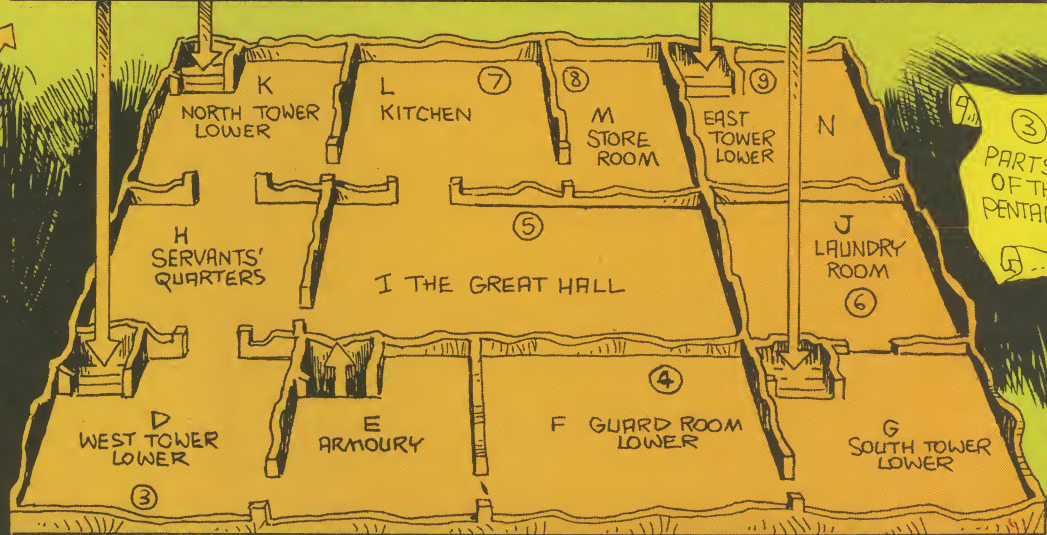 K
NORTH TOWER
LOWER
L
KITCHEN
7
8
M
STORE
ROOM
EAST
TOWER
LOWER
9
N
3
PARTS
OF TH
PENTA
H
SERVANTS'
QUARTERS
5
I THE GREAT HALL
J
LAUNDRY
ROOM
6
D
WEST TOWER
LOWER
3
E
ARMOURY
4
F GUARD ROOM
LOWER
G
SOUTH TOWER
LOWER